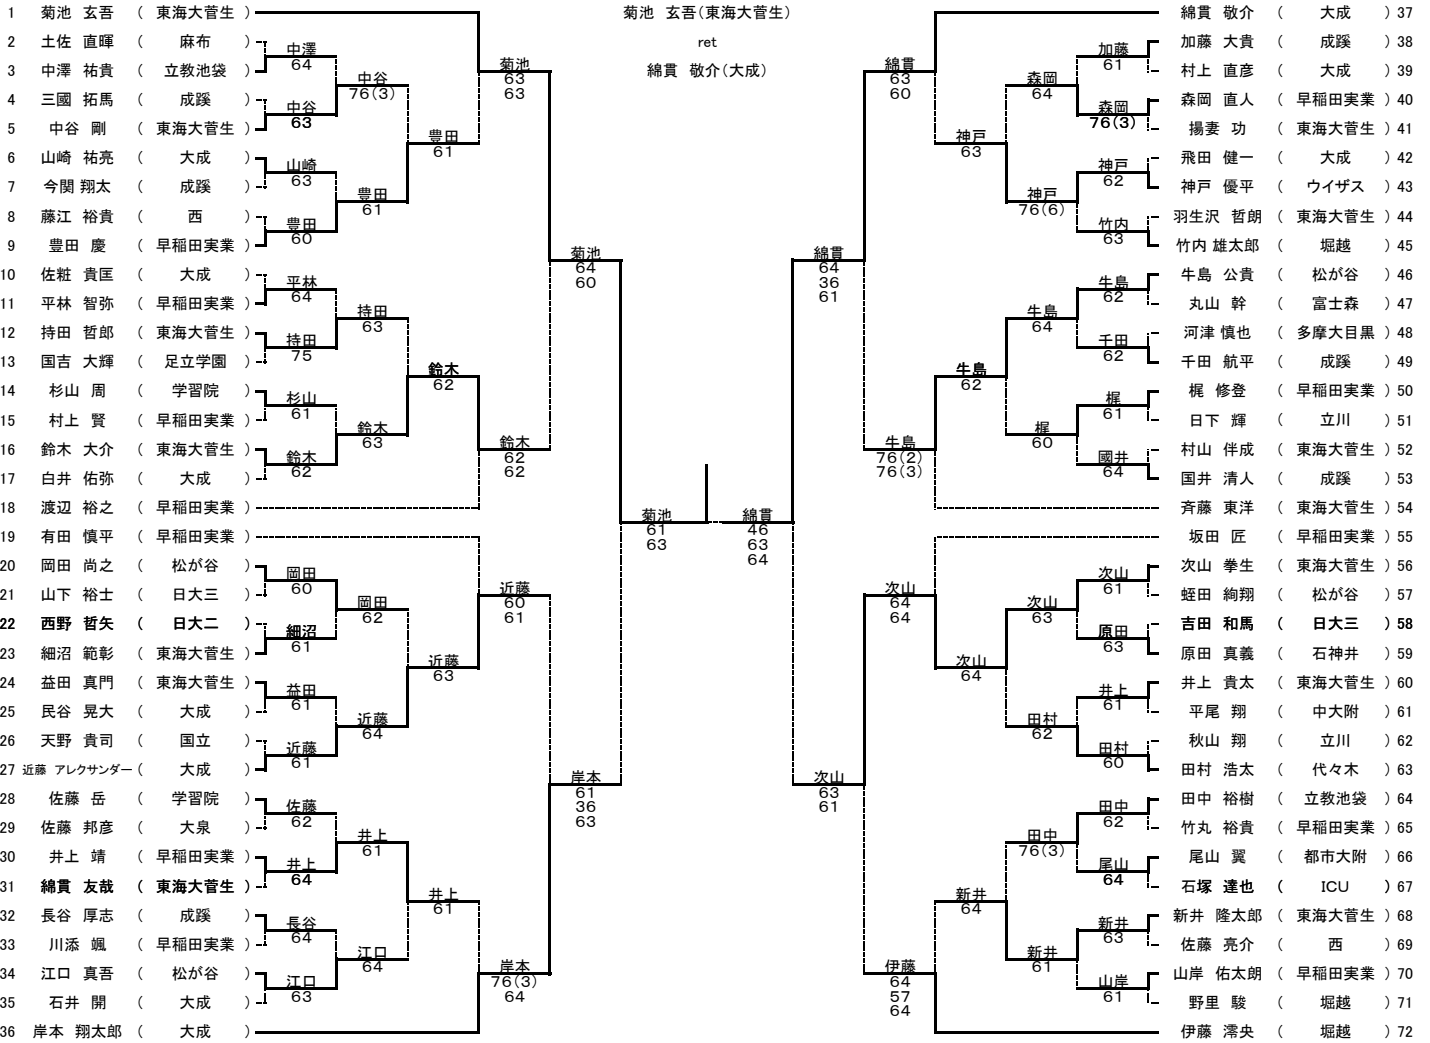 菊池 玄吾(東海大菅生)
ret
綿貫 敬介(大成)
1 菊池 玄吾 ( 東海大菅生 )
2 土佐 直暉 ( 麻布 )
3 中澤 祐貴 ( 立教池袋 )
4 三國 拓馬 ( 成蹊 )
5 中谷 剛 ( 東海大菅生 )
6 山崎 祐亮 ( 大成 )
7 今関 翔太 ( 成蹊 )
8 藤江 裕貴 ( 西 )
9 豊田 慶 ( 早稲田実業 )
10 佐粧 貴匡 ( 大成 )
11 平林 智弥 ( 早稲田実業 )
12 持田 哲郎 ( 東海大菅生 )
13 国吉 大輝 ( 足立学園 )
14 杉山 周 ( 学習院 )
15 村上 賢 ( 早稲田実業 )
16 鈴木 大介 ( 東海大菅生 )
17 白井 佑弥 ( 大成 )
18 渡辺 裕之 ( 早稲田実業 )
19 有田 慎平 ( 早稲田実業 )
20 岡田 尚之 ( 松が谷 )
21 山下 裕士 ( 日大三 )
22 西野 哲矢 ( 日大二 )
23 細沼 範彰 ( 東海大菅生 )
24 益田 真門 ( 東海大菅生 )
25 民谷 晃大 ( 大成 )
26 天野 貴司 ( 国立 )
27 近藤 アレクサンダー ( 大成 )
28 佐藤 岳 ( 学習院 )
29 佐藤 邦彦 ( 大泉 )
30 井上 靖 ( 早稲田実業 )
31 綿貫 友哉 ( 東海大菅生 )
32 長谷 厚志 ( 成蹊 )
33 川添 颯 ( 早稲田実業 )
34 江口 真吾 ( 松が谷 )
35 石井 開 ( 大成 )
36 岸本 翔太郎 ( 大成 )
中澤
64
中谷
63
山崎
63
豊田
60
平林
64
持田
75
杉山
61
鈴木
62
岡田
60
細沼
61
益田
61
近藤
61
佐藤
62
井上
64
長谷
64
江口
63
中谷
76(3)
豊田
61
持田
63
鈴木
63
岡田
62
近藤
64
井上
61
江口
64
豊田
61
鈴木
62
近藤
63
井上
61
菊池
63
63
鈴木
62
62
近藤
60
61
岸本
76(3)
64
菊池
64
60
岸本
61
36
63
菊池
61
63
綿貫
46
63
64
綿貫
64
36
61
次山
63
61
綿貫
63
60
牛島
76(2)
76(3)
次山
64
64
伊藤
64
57
64
神戸
63
牛島
62
次山
64
新井
64
森岡
64
神戸
76(6)
牛島
64
梶
60
次山
63
田村
62
田中
76(3)
新井
61
加藤
61
森岡
76(3)
神戸
62
竹内
63
牛島
62
千田
62
梶
61
國井
64
次山
61
原田
63
井上
61
田村
60
田中
62
尾山
64
新井
63
山岸
61
綿貫 敬介 ( 大成 ) 37
加藤 大貴 ( 成蹊 ) 38
村上 直彦 ( 大成 ) 39
森岡 直人 ( 早稲田実業 ) 40
揚妻 功 ( 東海大菅生 ) 41
飛田 健一 ( 大成 ) 42
神戸 優平 ( ウイザス ) 43
羽生沢 哲朗 ( 東海大菅生 ) 44
竹内 雄太郎 ( 堀越 ) 45
牛島 公貴 ( 松が谷 ) 46
丸山 幹 ( 富士森 ) 47
河津 慎也 ( 多摩大目黒 ) 48
千田 航平 ( 成蹊 ) 49
梶 修登 ( 早稲田実業 ) 50
日下 輝 ( 立川 ) 51
村山 伴成 ( 東海大菅生 ) 52
国井 清人 ( 成蹊 ) 53
斉藤 東洋 ( 東海大菅生 ) 54
坂田 匠 ( 早稲田実業 ) 55
次山 拳生 ( 東海大菅生 ) 56
蛭田 絢翔 ( 松が谷 ) 57
吉田 和馬 ( 日大三 ) 58
原田 真義 ( 石神井 ) 59
井上 貴太 ( 東海大菅生 ) 60
平尾 翔 ( 中大附 ) 61
秋山 翔 ( 立川 ) 62
田村 浩太 ( 代々木 ) 63
田中 裕樹 ( 立教池袋 ) 64
竹丸 裕貴 ( 早稲田実業 ) 65
尾山 翼 ( 都市大附 ) 66
石塚 達也 ( ICU ) 67
新井 隆太郎 ( 東海大菅生 ) 68
佐藤 亮介 ( 西 ) 69
山岸 佑太朗 ( 早稲田実業 ) 70
野里 駿 ( 堀越 ) 71
伊藤 澪央 ( 堀越 ) 72